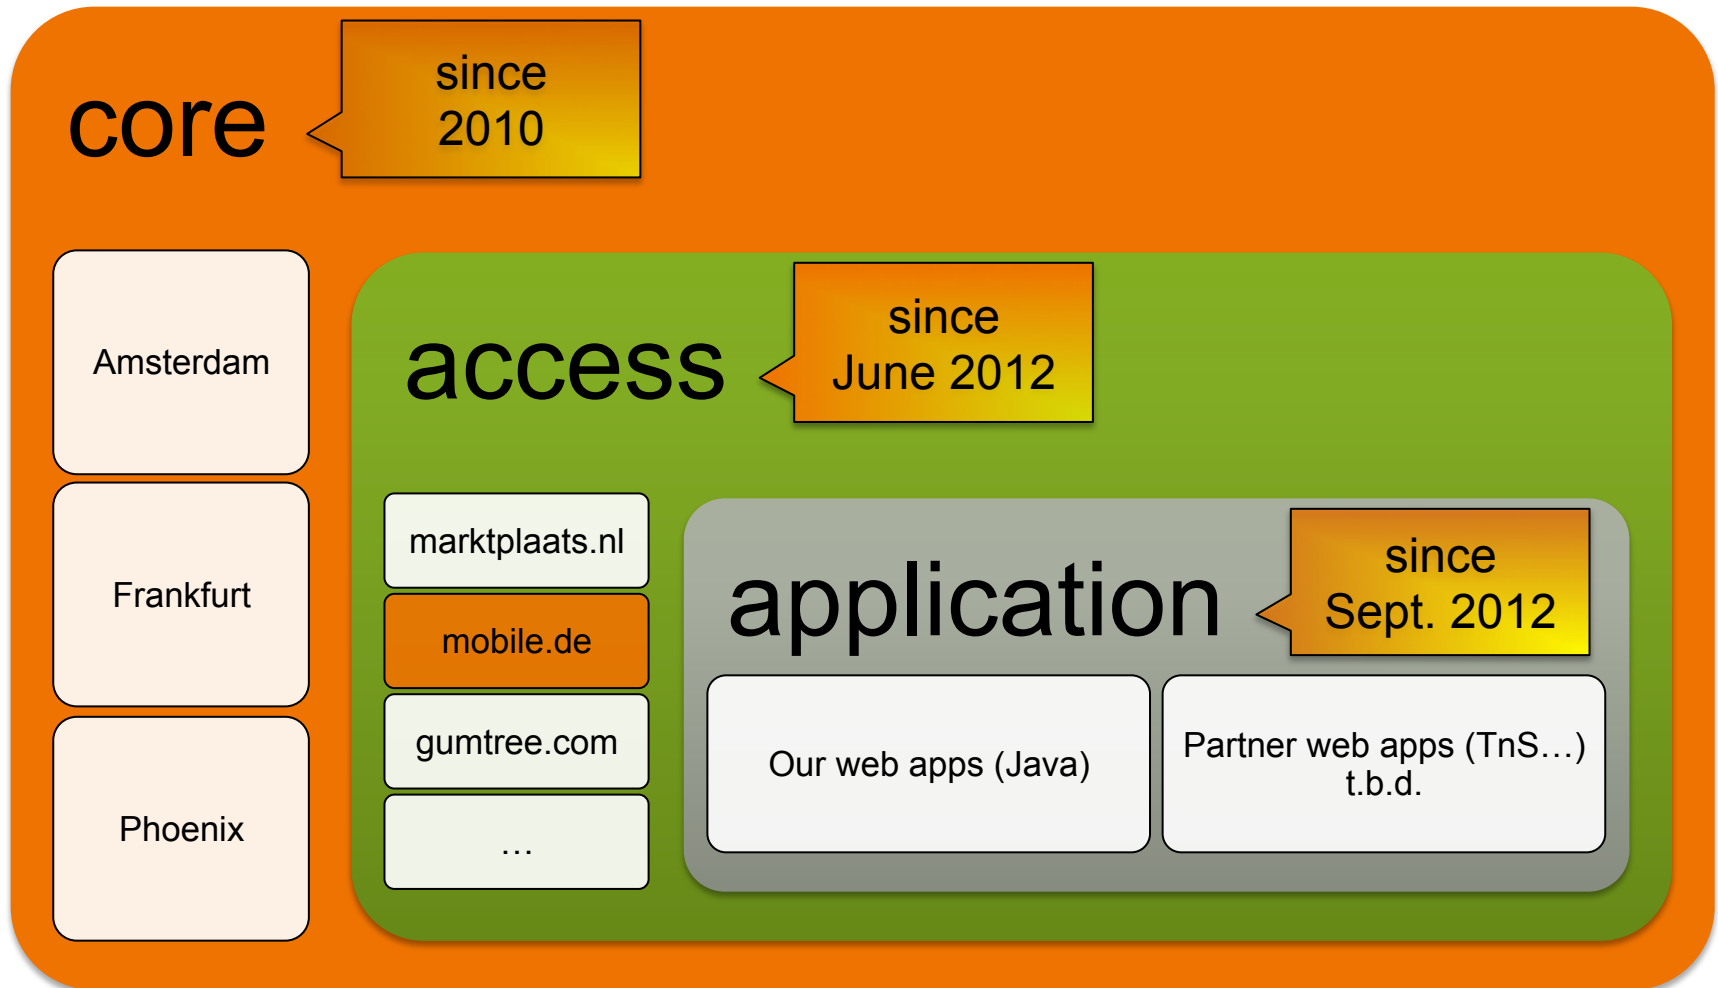 core
since
2010
Amsterdam
Frankfurt
Phoenix
access
since
June 2012
marktplaats.nl
mobile.de
gumtree.com
…
application
since
Sept. 2012
Our web apps (Java)
Partner web apps (TnS…)
t.b.d.